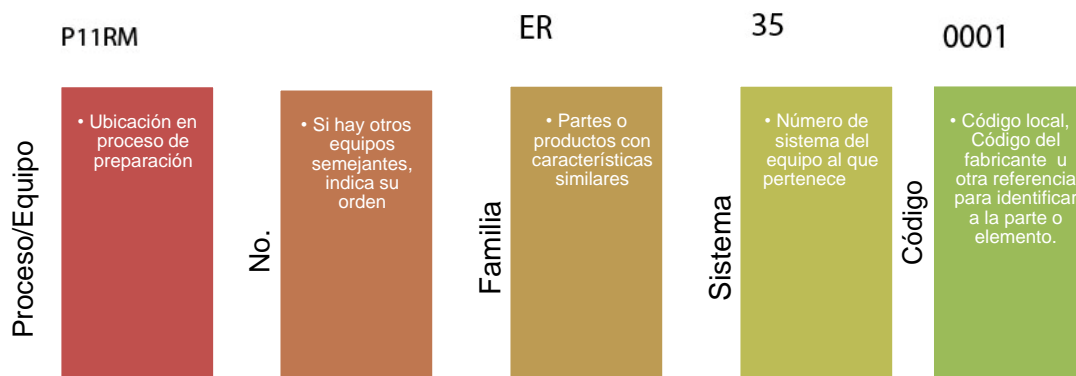 P11RM
ER
35
0001
Proceso/Equipo
• Ubicación en
proceso de
preparación
No.
• Si hay otros
equipos
semejantes,
indica su
orden
Familia
• Partes o
productos con
características
similares
Sistema
• Número de
sistema del
equipo al que
pertenece
Código
• Código local,
Código del
fabricante u
otra referencia
para identificar
a la parte o
elemento.